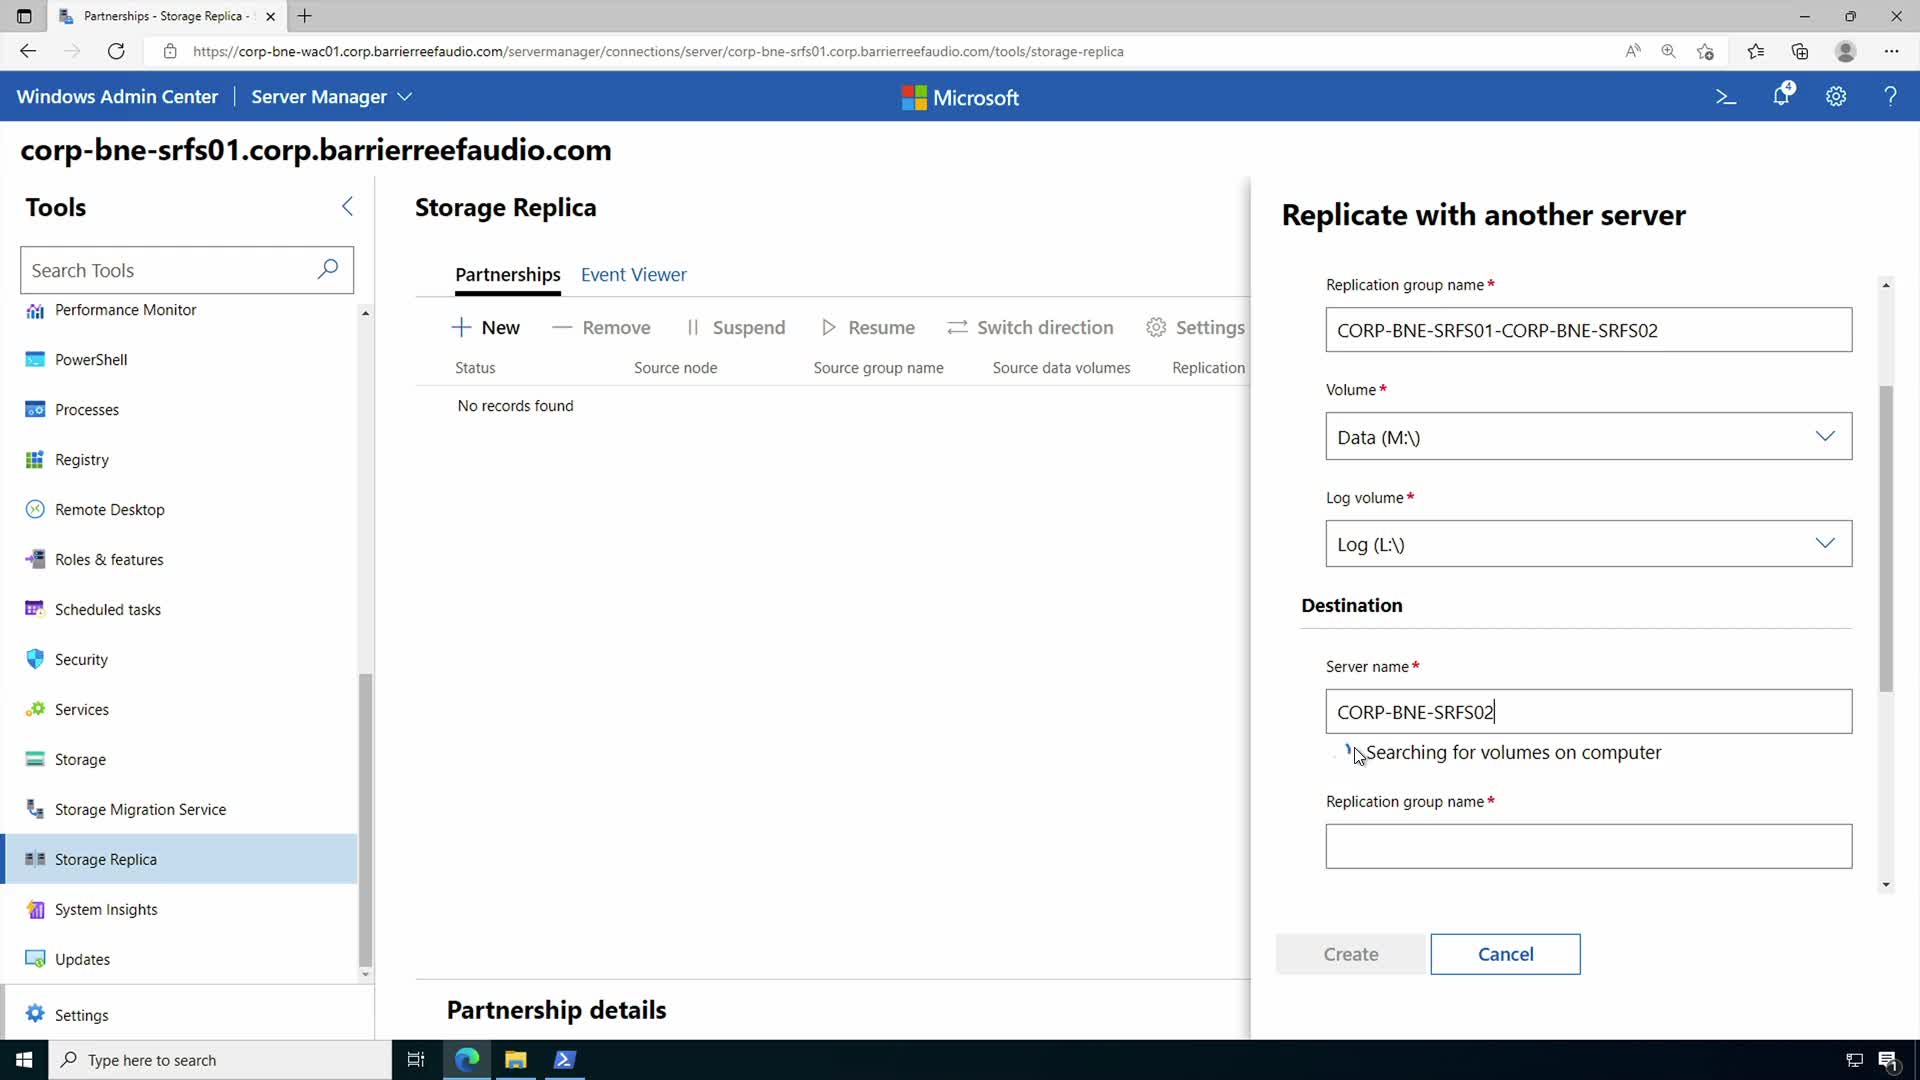 Partnerships - Storage Replica -
https://corp-bne-wac01.corp.barrierreefaudio.com/servermanager/connections/server/corp-bne-srfs01.corp.barrierreefaudio.com/tools/storage-replica
Windows Admin Center
Server Manager
Microsoft
4
corp-bne-srfs01.corp.barrierreefaudio.com
Tools
Search Tools
Performance Monitor
PowerShell
Processes
Registry
Remote Desktop
Roles & features
Scheduled tasks
Security
Services
Storage
Storage Migration Service
Storage Replica
System Insights
Updates
Settings
Storage Replica
Partnerships
Event Viewer
New
Remove
Suspend
Resume
Switch direction
Settings
Status
Source node
Source group name
Source data volumes
Replication
No records found
Partnership details
Replicate with another server
Replication group name*
CORP-BNE-SRFS01-CORP-BNE-SRFS02
Volume*
Data (M:\)
Log volume*
Log (L:\)
Destination
Server name*
CORP-BNE-SRFS02
Searching for volumes on computer
Replication group name*
Create
Cancel
Type here to search
1